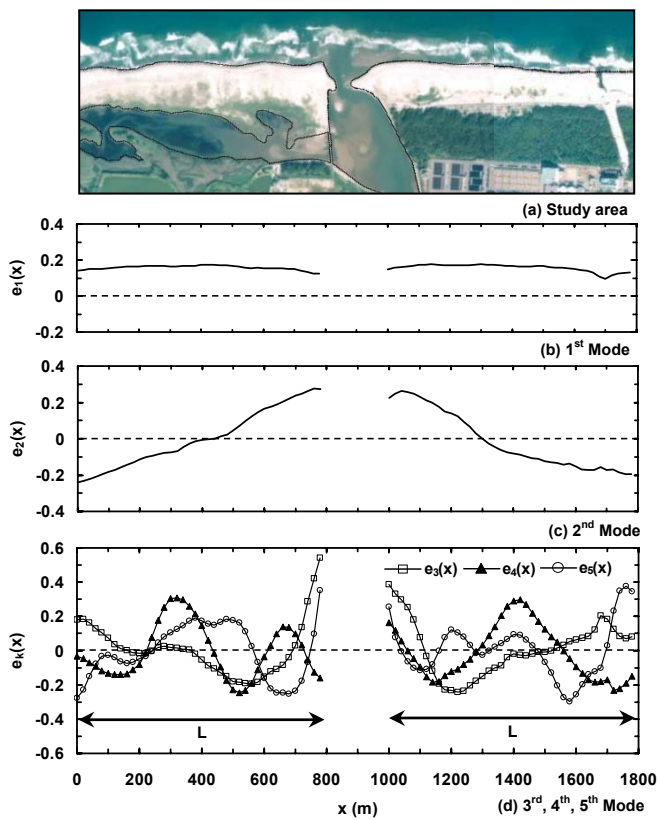 (a) Study area
0.4
0.2
0
-0.2
e1(x)
(b) 1st Mode
0.4
0.2
0
-0.2
-0.4
e2(x)
(c) 2nd Mode
0.6
0.4
0.2
0
-0.2
-0.4
-0.6
ek(x)
e3(x) e4(x) e5(x)
L L
0 200 400 600 800 1000 1200 1400 1600 1800
x (m)
(d) 3rd, 4th, 5th Mode